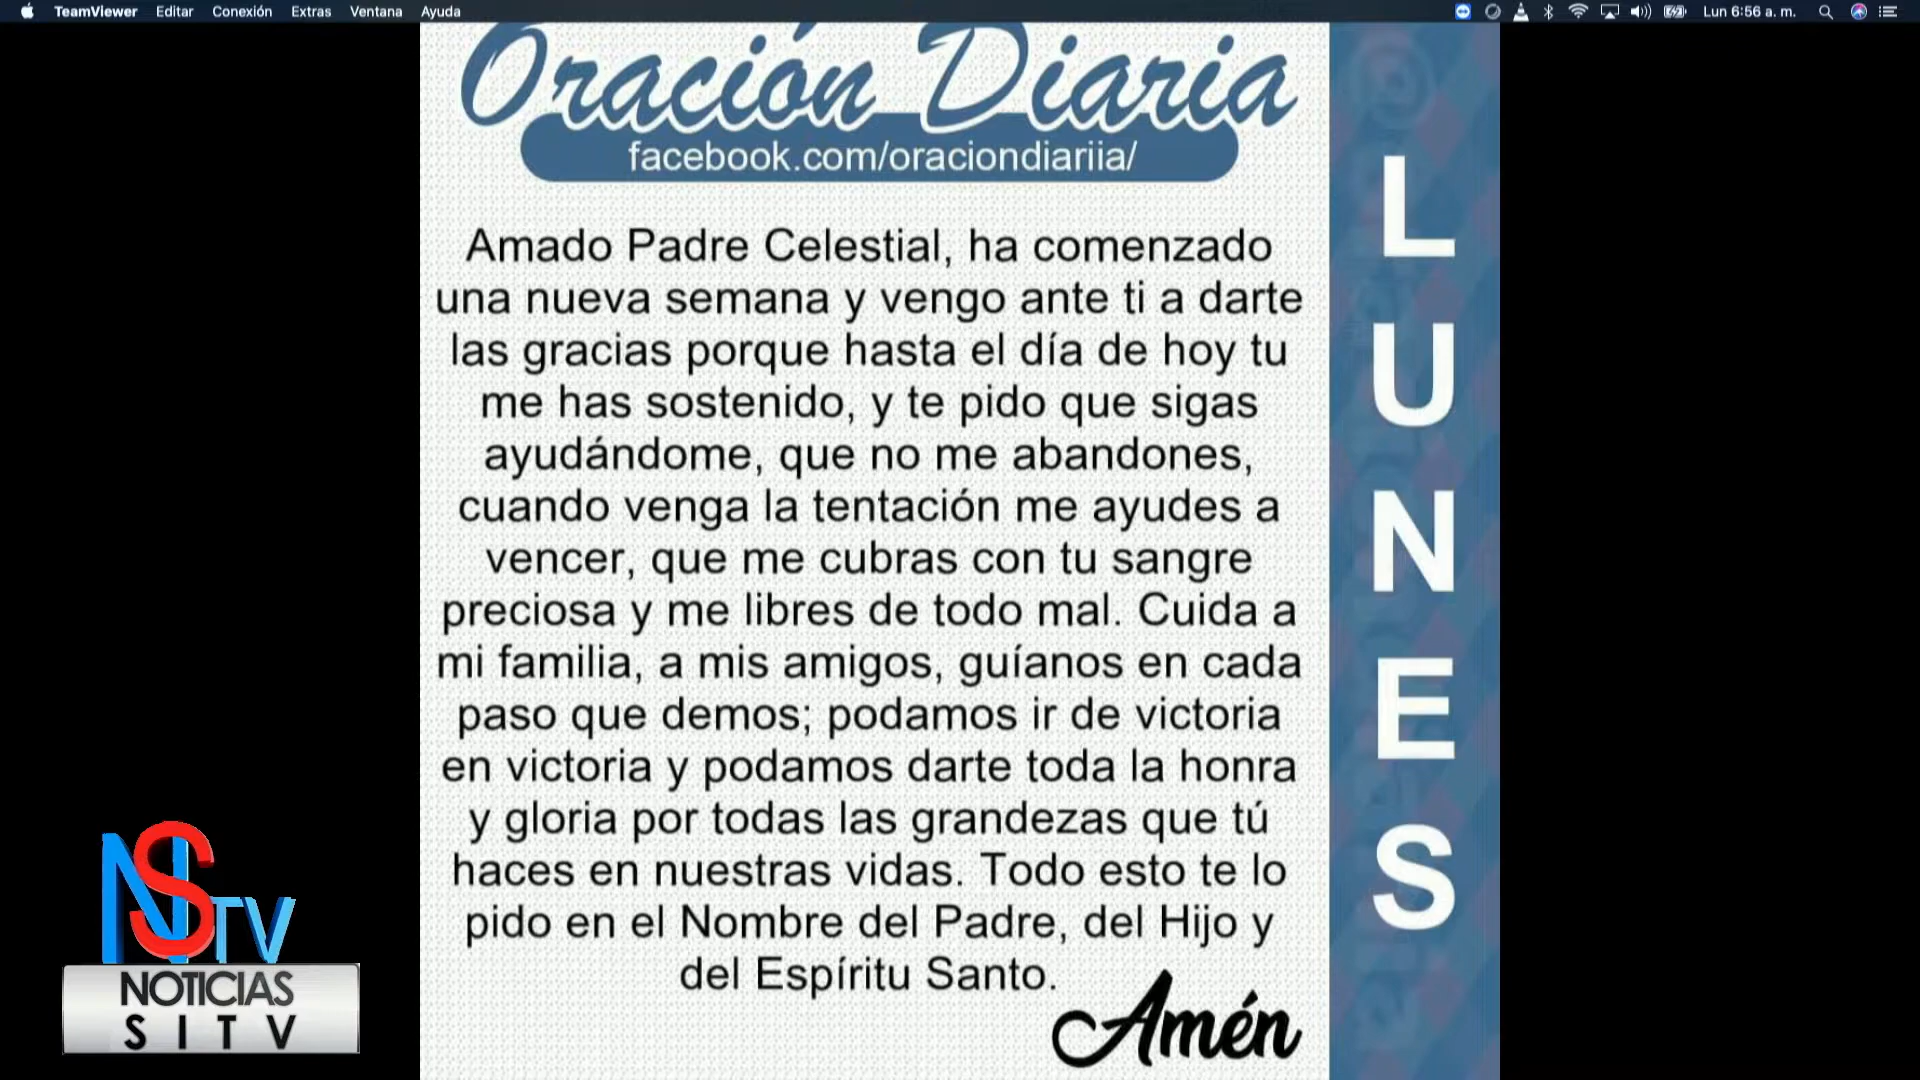 TeamViewer Editar Conexión Extras Ventana Ayuda Lun 6:56 a. m.
Oración Diaria
facebook.com/oraciondiariia/
Amado Padre Celestial, ha comenzado
una nueva semana y vengo ante ti a darte
las gracias porque hasta el día de hoy tu
me has sostenido, y te pido que sigas
ayudándome, que no me abandones,
cuando venga la tentación me ayudes a
vencer, que me cubras con tu sangre
preciosa y me libres de todo mal. Cuida a
mi familia, a mis amigos, guíanos en cada
paso que demos; podamos ir de victoria
en victoria y podamos darte toda la honra
y gloria por todas las grandezas que tú
haces en nuestras vidas. Todo esto te lo
pido en el Nombre del Padre, del Hijo y
del Espíritu Santo.
Amén
LUNES
NSTV
NOTICIAS
SITV